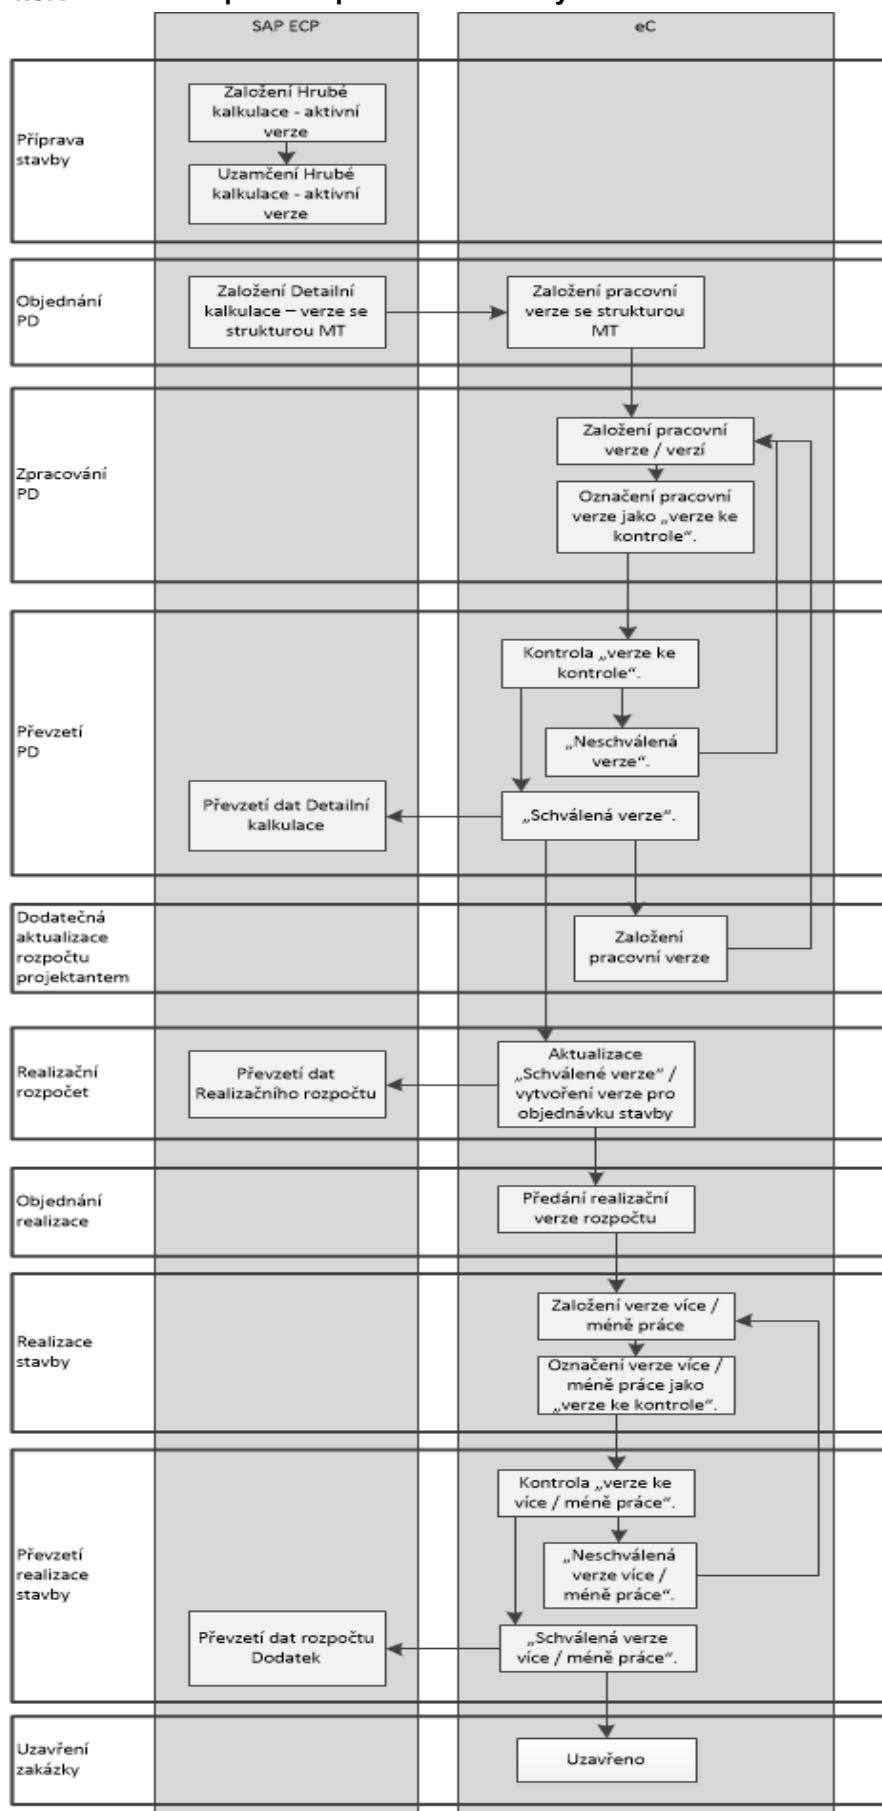 SAP ECP
eC
Příprava
stavby
Založení Hrubé
kalkulace - aktivní
verze
Uzamčení Hrubé
kalkulace - aktivní
verze
Objednání
PD
Založení Detailní
kalkulace – verze se
strukturou MT
Založení pracovní
verze se strukturou
MT
Zpracování
PD
Založení pracovní
verze / verzí
Označení pracovní
verze jako „verze ke
kontrole“.
Převzetí
PD
Kontrola „verze ke
kontrole“.
„Neschválená
verze“.
Převzetí dat Detailní
kalkulace
„Schválená verze“.
Dodatečná
aktualizace
rozpočtu
projektantem
Založení
pracovní verze
Realizační
rozpočet
Převzetí dat
Realizačního rozpočtu
Aktualizace
„Schválené verze“ /
vytvoření verze pro
objednávku stavby
Objednání
realizace
Předání realizační
verze rozpočtu
Realizace
stavby
Založení verze více /
méně práce
Označení verze více /
méně práce jako
„verze ke kontrole“.
Převzetí
realizace
stavby
Kontrola „verze ke
více / méně práce“.
„Neschválená
verze více /
méně práce“.
Převzetí dat rozpočtu
Dodatek
„Schválená verze
více / méně práce“.
Uzavření
zakázky
Uzavřeno